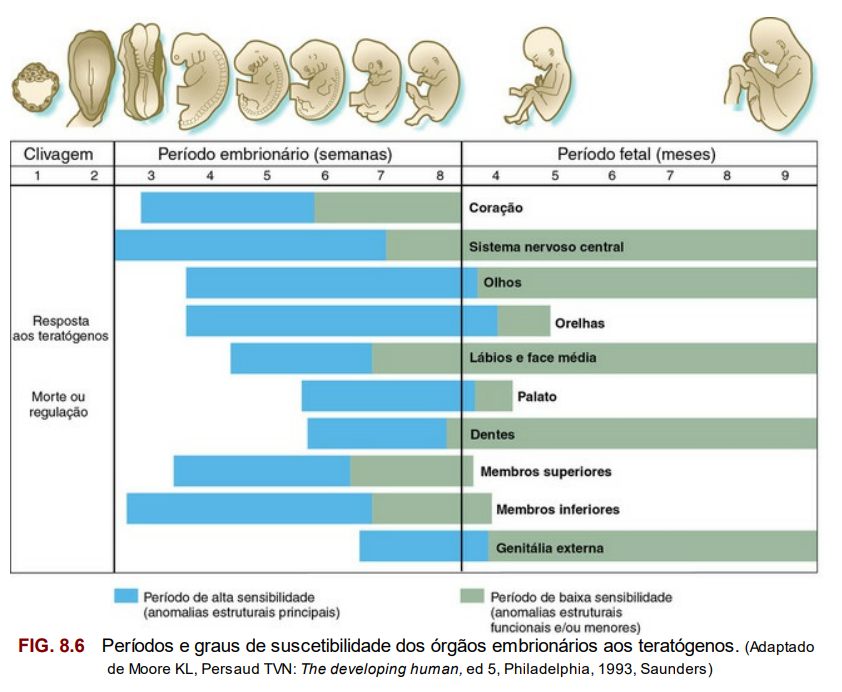 Clivagem
Período embrionário (semanas)
Período fetal (meses)
1 2 3 4 5 6 7 8 4 5 6 7 8 9
Coração
Sistema nervoso central
Olhos
Orelhas
Resposta
aos teratógenos
Lábios e face média
Morte ou
regulação
Palato
Dentes
Membros superiores
Membros inferiores
Genitália externa
Período de alta sensibilidade
(anomalias estruturais principais)
Período de baixa sensibilidade
(anomalias estruturais
funcionais e/ou menores)
FIG. 8.6 Períodos e graus de suscetibilidade dos órgãos embrionários aos teratógenos. (Adaptado
de Moore KL, Persaud TVN: The developing human, ed 5, Philadelphia, 1993, Saunders)